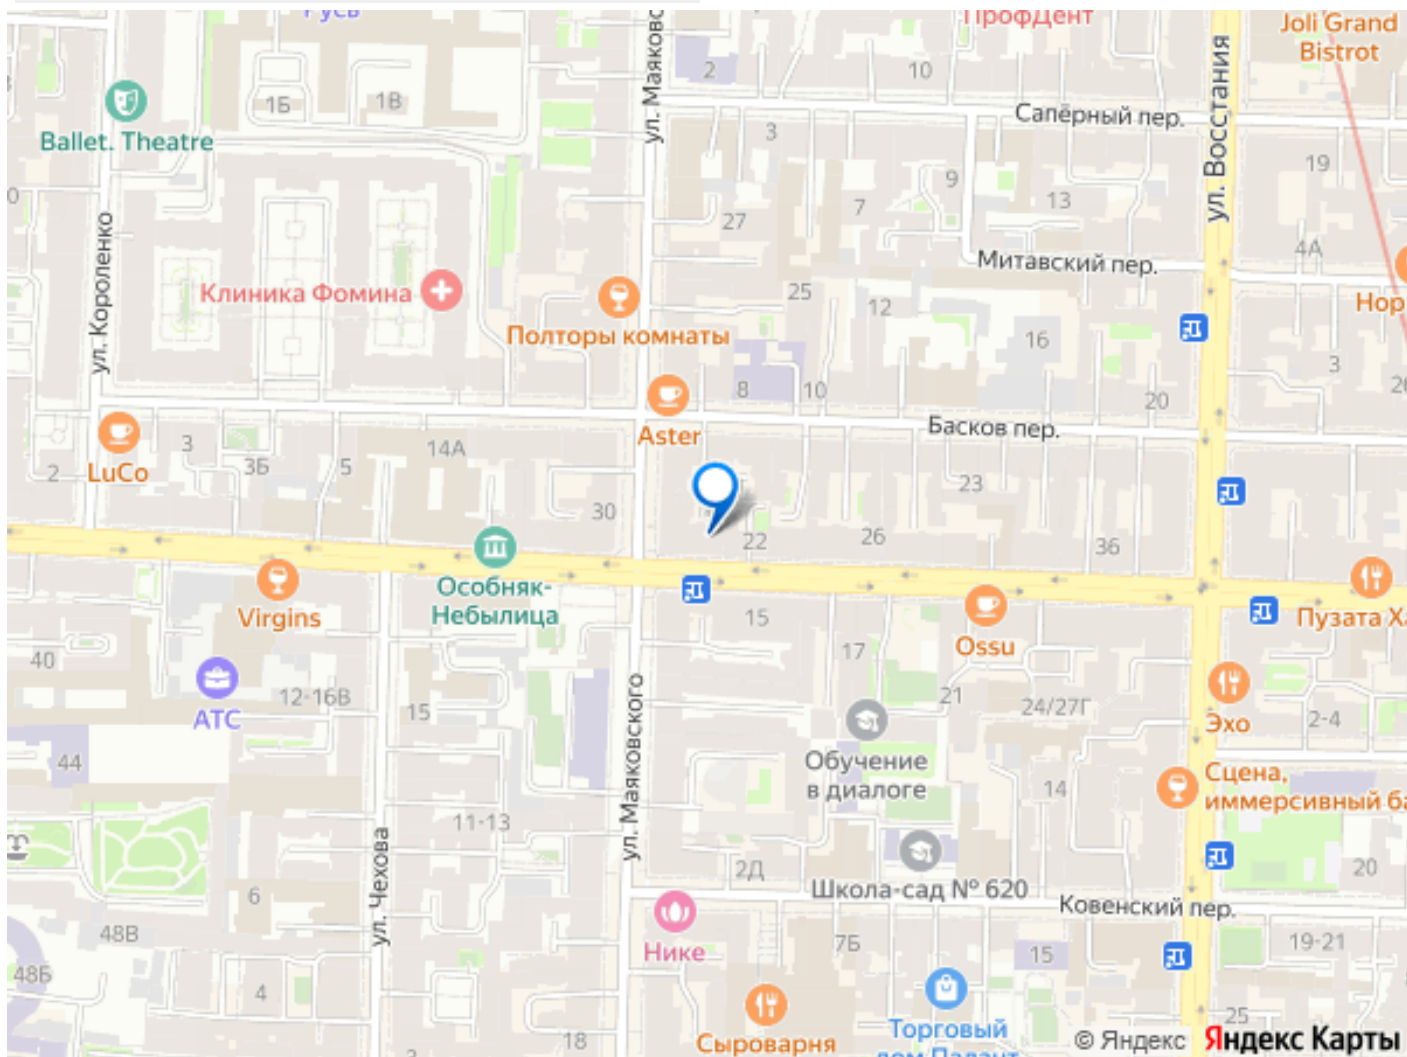 Русь
ПрофДент
Joli Grand
Bistrot
ул. Маяковс
2
10
1Б
1В
Сапёрный пер.
Ballet. Theatre
3
ул. Восстания
19
9
7
13
27
4А
Митавский пер.
ул. Короленко
Клиника Фомина
25
12
Нор
Полторы комнаты
16
3
8
10
20
Aster
Басков пер.
LuCo
3
3Б
5
14А
2
23
30
22
26
36
Особняк-
Небылица
Virgins
15
Ossu
Пузата Ха
40
17
АТС
12-16В
15
21
24/27Г
Эхо
2-4
ул. Маяковского
Обучение
в диалоге
44
14
Сцена,
иммерсивный ба
11-13
2Д
20
ул. Чехова
6
Школа-сад № 620
Ковенский пер.
48В
Нике
7Б
15
19-21
48Б
4
25
18
Сыроварня
Торговый
дом Палант
© Яндекс
Яндекс Карты